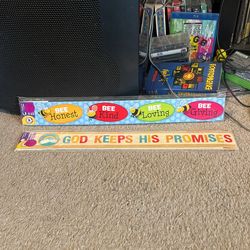 BEE Honest BEE Kind BEE Loving BEE Giving
GOD KEEPS HIS PROMISES